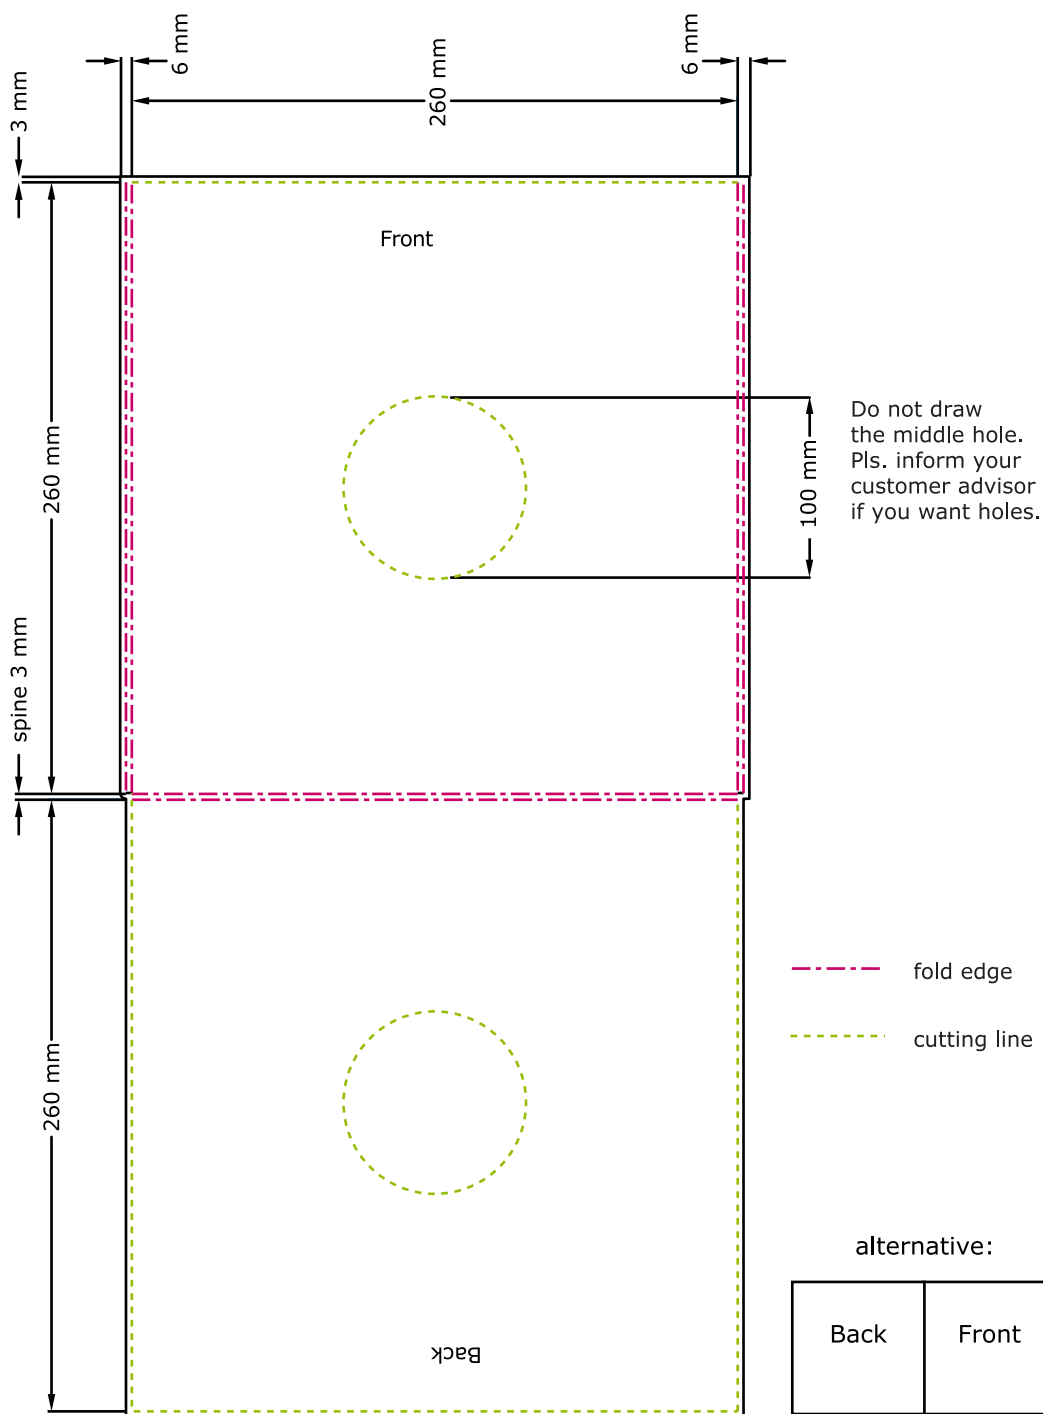 6 mm
260 mm
6 mm
3 mm
Front
260 mm
100 mm
Do not draw
the middle hole.
Pls. inform your
customer advisor
if you want holes.
spine 3 mm
fold edge
cutting line
260 mm
alternative:
Back
Front
Back